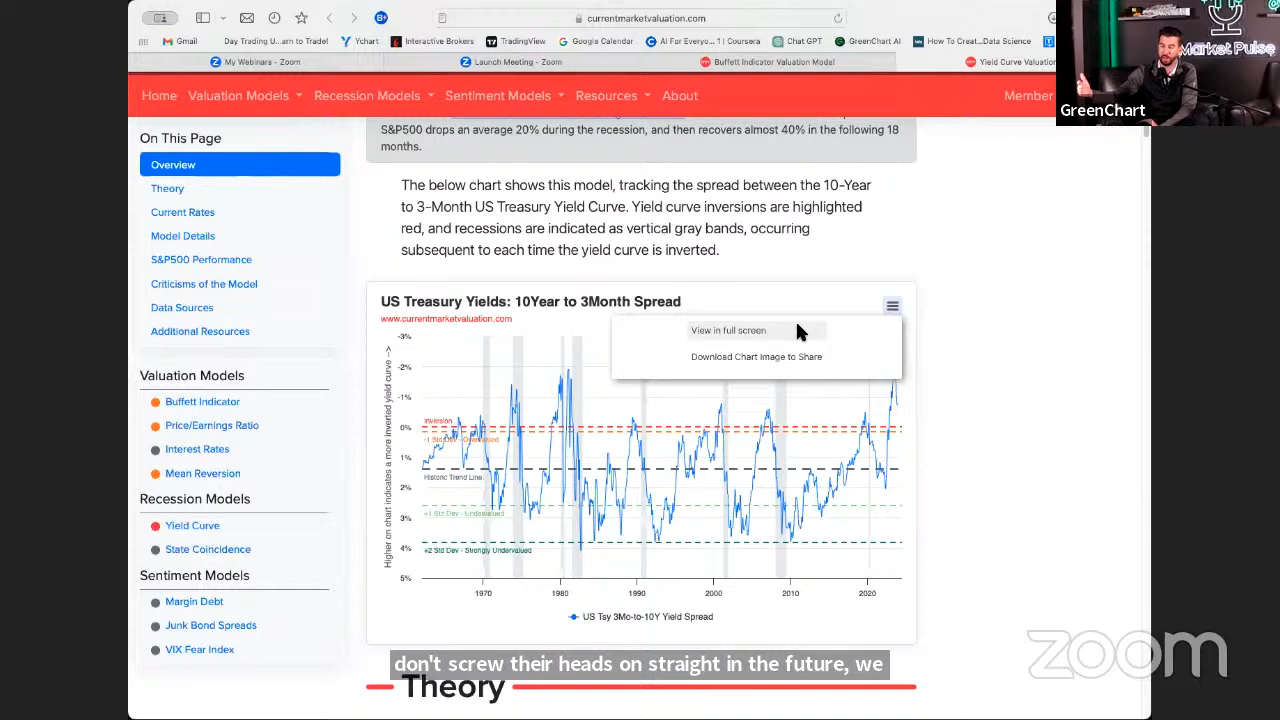 currentmarketvaluation.com
Gmail
Day Trading U...arn to Trade!
Ychart
Interactive Brokers
TradingView
Google Calendar
AI For Everyo... 1 | Coursera
Chat GPT
GreenChart AI
How To Creat...Data Science
My Webinars - Zoom
Launch Meeting - Zoom
Buffett Indicator Valuation Model
Yield Curve Valuation
Market Pulse
GreenChart
Home
Valuation Models
Recession Models
Sentiment Models
Resources
About
Member
On This Page
Overview
Theory
Current Rates
Model Details
S&P500 Performance
Criticisms of the Model
Data Sources
Additional Resources
Valuation Models
Buffett Indicator
Price/Earnings Ratio
Interest Rates
Mean Reversion
Recession Models
Yield Curve
State Coincidence
Sentiment Models
Margin Debt
Junk Bond Spreads
VIX Fear Index
S&P500 drops an average 20% during the recession, and then recovers almost 40% in the following 18
months.
The below chart shows this model, tracking the spread between the 10-Year
to 3-Month US Treasury Yield Curve. Yield curve inversions are highlighted
red, and recessions are indicated as vertical gray bands, occurring
subsequent to each time the yield curve is inverted.
US Treasury Yields: 10Year to 3Month Spread
www.currentmarketvaluation.com
View in full screen
Download Chart Image to Share
Higher on chart indicates a more inverted yield curve -->
-3%
-2%
-1%
0%
1%
2%
3%
4%
5%
Inversion
-1 Std Dev - Overvalued
Historic Trend Line
+1 Std Dev - Undervalued
+2 Std Dev - Strongly Undervalued
1970
1980
1990
2000
2010
2020
US Tsy 3Mo-to-10Y Yield Spread
don't screw their heads on straight in the future, we
Theory
zoom